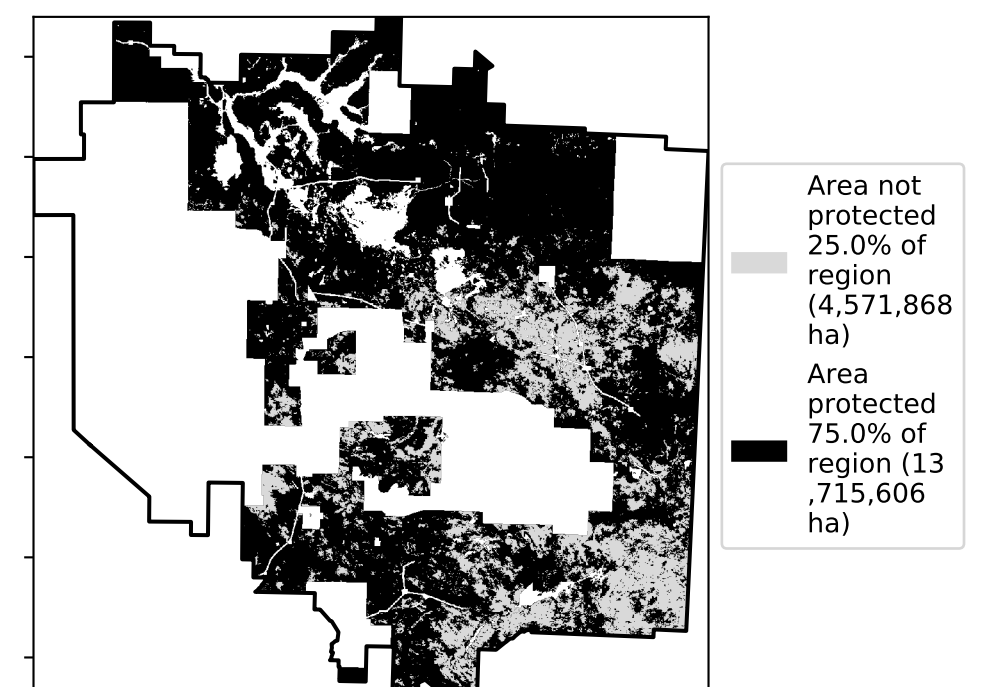 Area not
protected
25.0% of
region
(4,571,868
ha)
Area
protected
75.0% of
region (13
,715,606
ha)